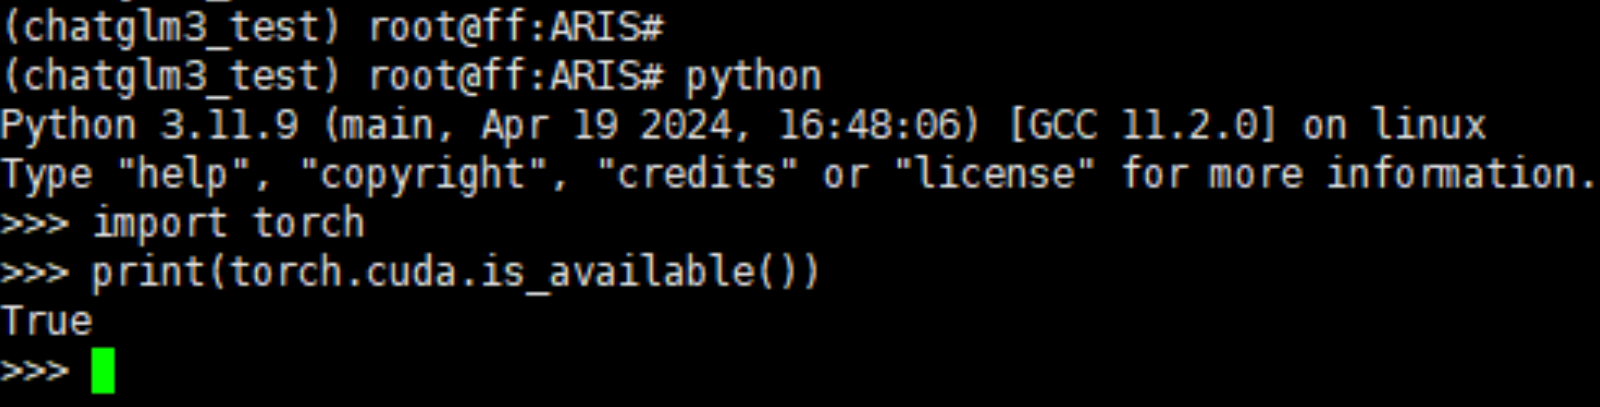 (chatglm3_test) root@ff:ARIS#
(chatglm3_test) root@ff:ARIS# python
Python 3.11.9 (main, Apr 19 2024, 16:48:06) [GCC 11.2.0] on linux
Type "help", "copyright", "credits" or "license" for more information.
>>> import torch
>>> print(torch.cuda.is_available())
True
>>>